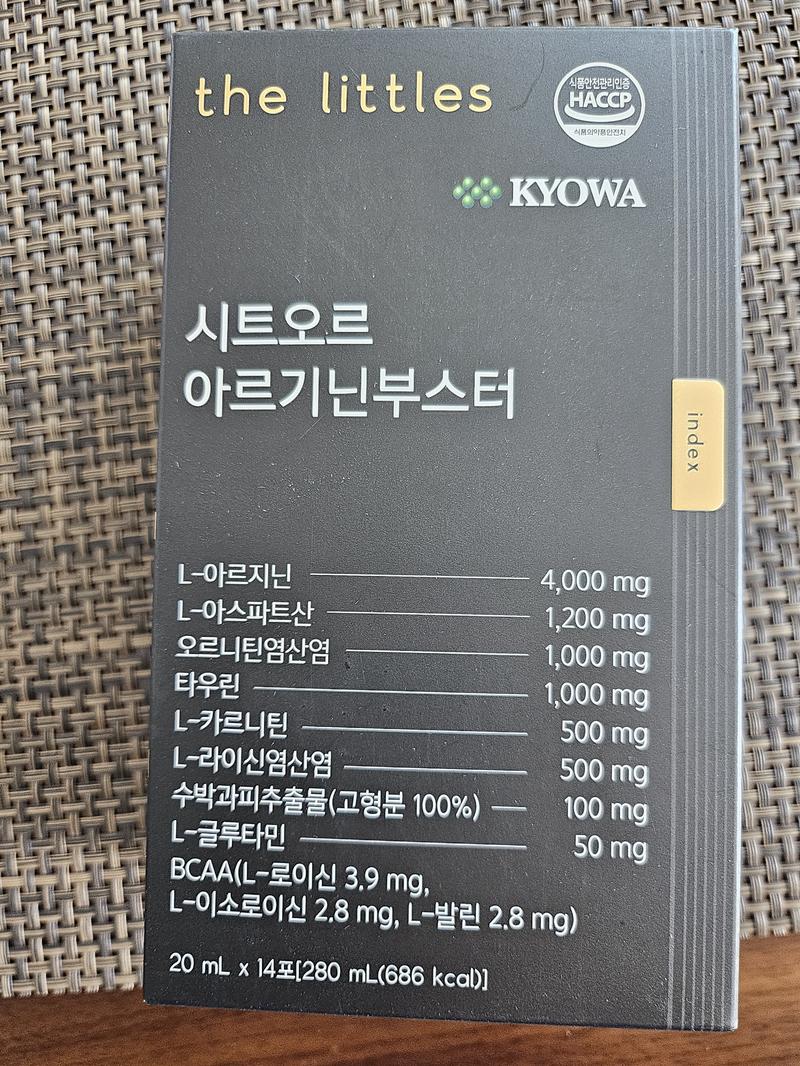 the littles
식품안전관리인증
HACCP
식품의약품안전처
KYOWA
시트오르
아르기닌부스터
index
L-아르지닌 4,000 mg
L-아스파트산 1,200 mg
오르니틴염산염 1,000 mg
타우린 1,000 mg
L-카르니틴 500 mg
L-라이신염산염 500 mg
수박과피추출물(고형분 100%) 100 mg
L-글루타민 50 mg
BCAA(L-로이신 3.9 mg,
L-이소로이신 2.8 mg, L-발린 2.8 mg)
20 mL x 14포[280 mL(686 kcal)]